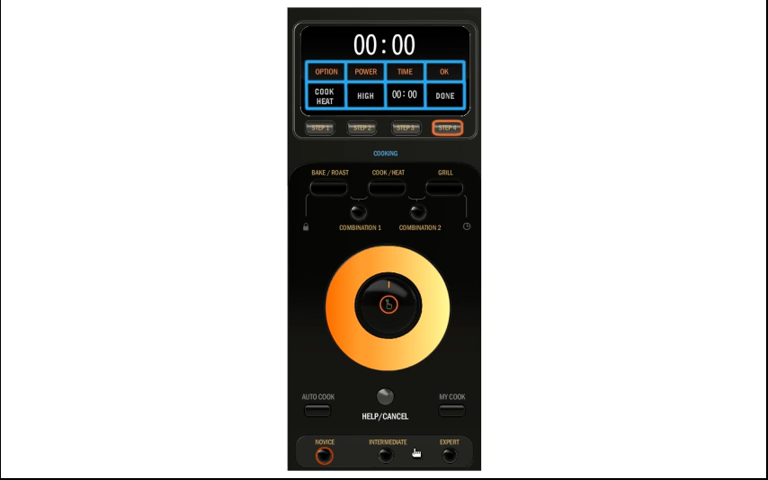 00:00
OPTION POWER TIME OK
COOK HEAT HIGH 00:00 DONE
STEP 1 STEP 2 STEP 3 STEP 4
COOKING
BAKE / ROAST COOK / HEAT GRILL
COMBINATION 1 COMBINATION 2
AUTO COOK MY COOK
HELP/CANCEL
NOVICE INTERMEDIATE EXPERT